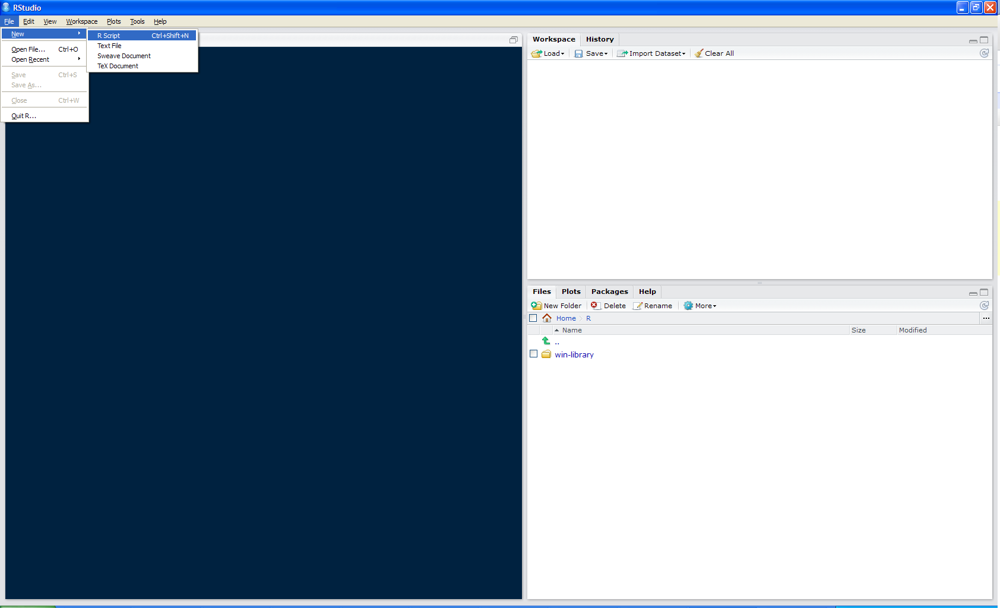 RStudio
File Edit View Workspace Plots Tools Help
New
R Script Ctrl+Shift+N
Text File
Sweave Document
TeX Document
Open File... Ctrl+O
Open Recent
Save Ctrl+S
Save As...
Close Ctrl+W
Quit R...
Workspace History
Load Save Import Dataset Clear All
Files Plots Packages Help
New Folder Delete Rename More
Home R ...
Name Size Modified
..
win-library